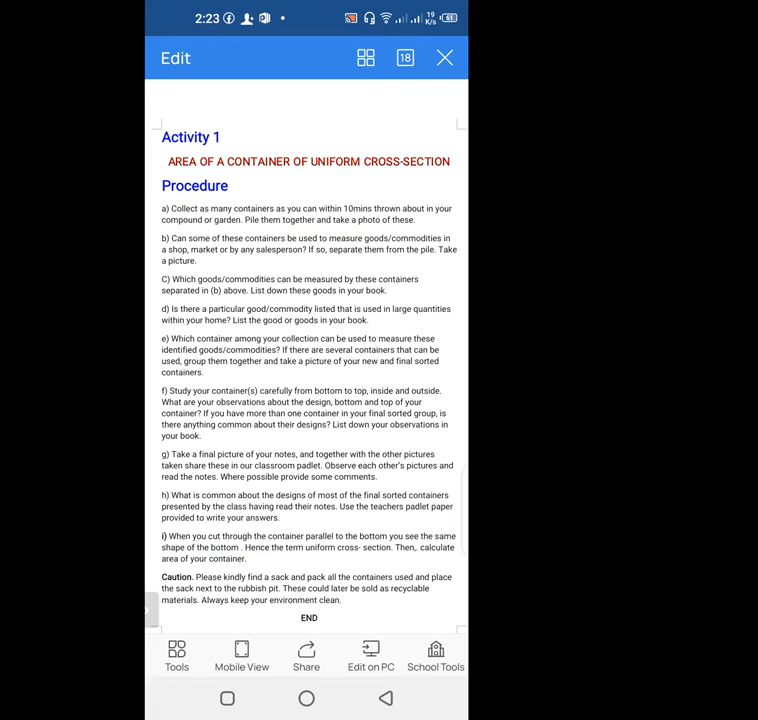 2:23
19
K/s
61
Edit
18
Activity 1
AREA OF A CONTAINER OF UNIFORM CROSS-SECTION
Procedure
a) Collect as many containers as you can within 10mins thrown about in your
compound or garden. Pile them together and take a photo of these.
b) Can some of these containers be used to measure goods/commodities in
a shop, market or by any salesperson? If so, separate them from the pile. Take
a picture.
C) Which goods/commodities can be measured by these containers
separated in (b) above. List down these goods in your book.
d) Is there a particular good/commodity listed that is used in large quantities
within your home? List the good or goods in your book.
e) Which container among your collection can be used to measure these
identified goods/commodities? If there are several containers that can be
used, group them together and take a picture of your new and final sorted
containers.
f) Study your container(s) carefully from bottom to top, inside and outside.
What are your observations about the design, bottom and top of your
container? If you have more than one container in your final sorted group, is
there anything common about their designs? List down your observations in
your book.
g) Take a final picture of your notes, and together with the other pictures
taken share these in our classroom padlet. Observe each other's pictures and
read the notes. Where possible provide some comments.
h) What is common about the designs of most of the final sorted containers
presented by the class having read their notes. Use the teachers padlet paper
provided to write your answers.
i) When you cut through the container parallel to the bottom you see the same
shape of the bottom . Hence the term uniform cross- section. Then,. calculate
area of your container.
Caution. Please kindly find a sack and pack all the containers used and place
the sack next to the rubbish pit. These could later be sold as recyclable
materials. Always keep your environment clean.
END
Tools
Mobile View
Share
Edit on PC
School Tools